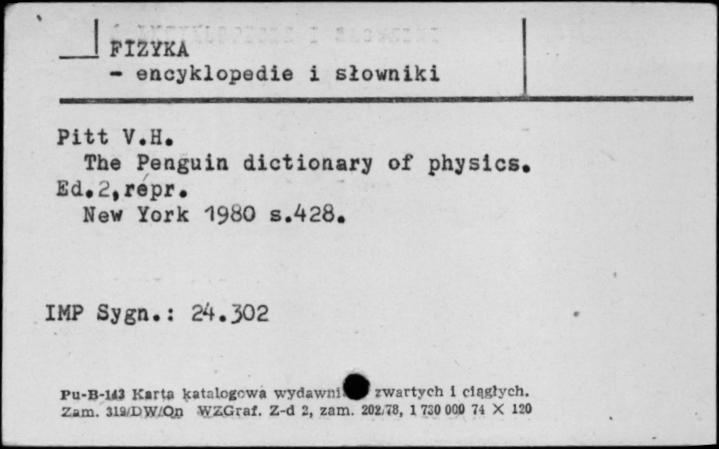 FIZYKA
- encyklopedie i słowniki
Pitt V.H.
The Penguin dictionary of physics.
Ed.2,repr.
New York 1980 s.428.
IMP Sygn.: 24.302
Pu-B-143 Karta katalogowa wydawni zwartych i ciągłych.
Zam. 319/DW/On WZGraf. Z-d 2, zam. 202/78, 1 730 000 74 X 120